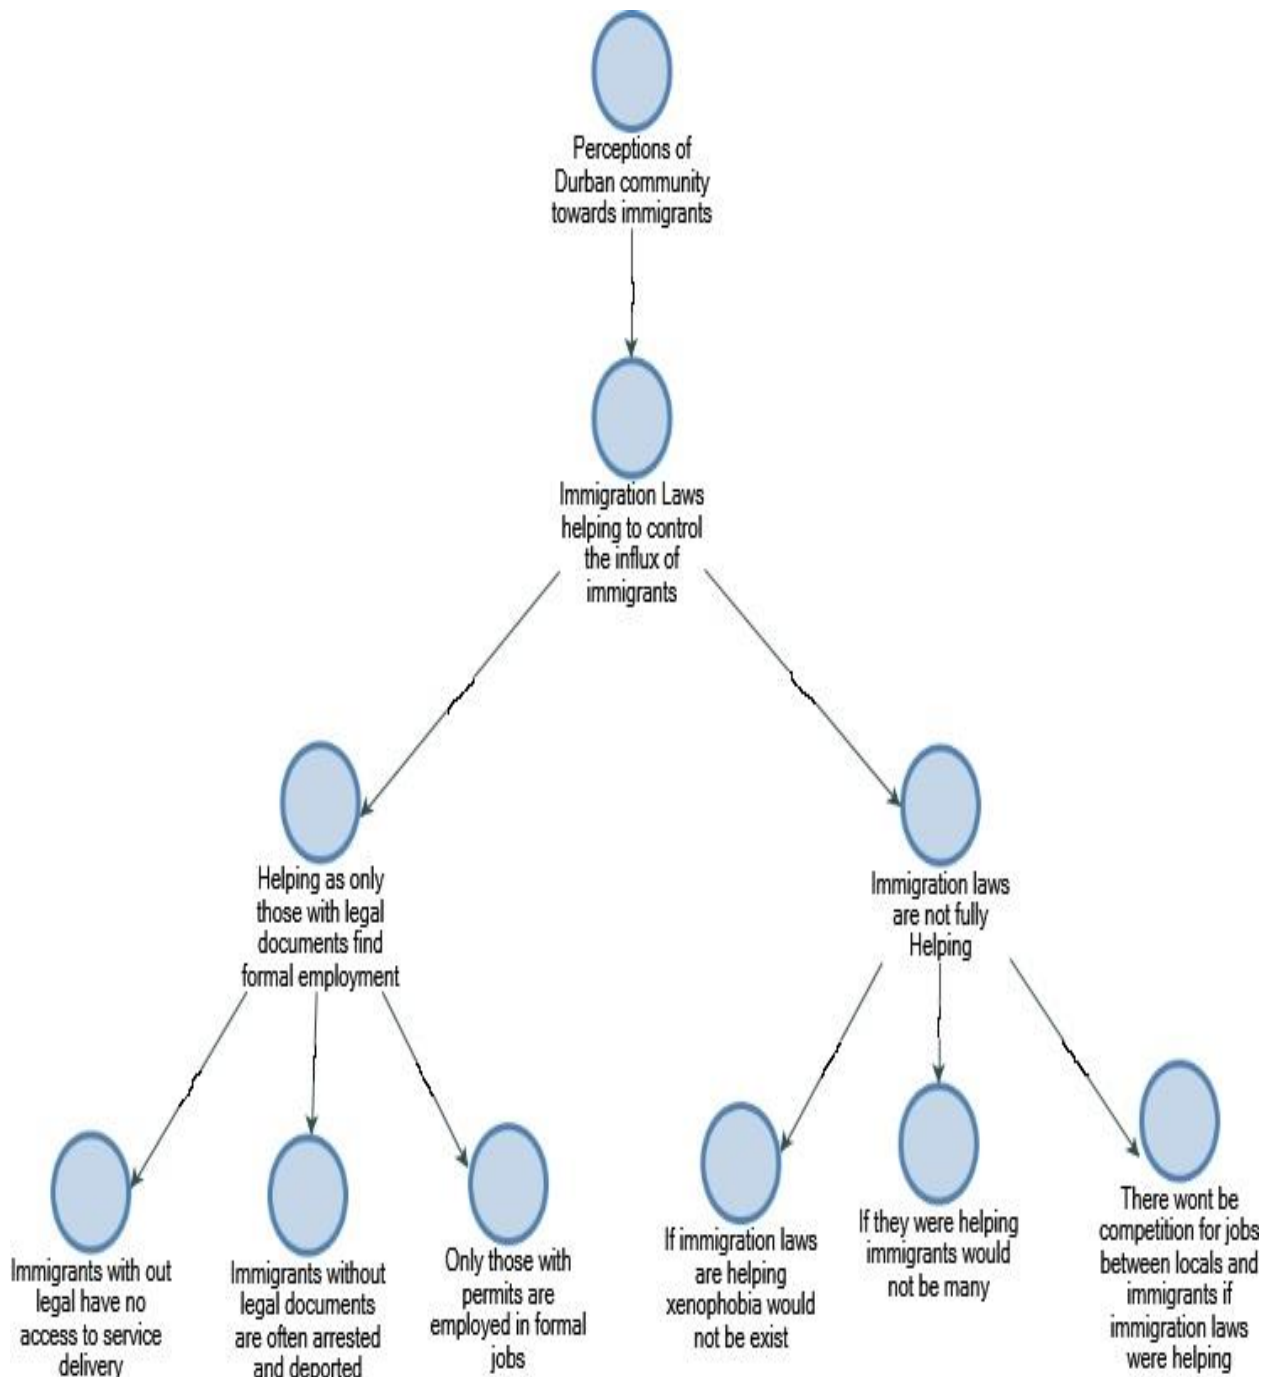 Perceptions of
Durban community
towards immigrants
Immigration Laws
helping to control
the influx of
immigrants
Helping as only
those with legal
documents find
formal employment
Immigration laws
are not fully
Helping
Immigrants with out
legal have no
access to service
delivery
Immigrants without
legal documents
are often arrested
and deported
Only those with
permits are
employed in formal
jobs
If immigration laws
are helping
xenophobia would
not be exist
If they were helping
immigrants would
not be many
There wont be
competition for jobs
between locals and
immigrants if
immigration laws
were helping